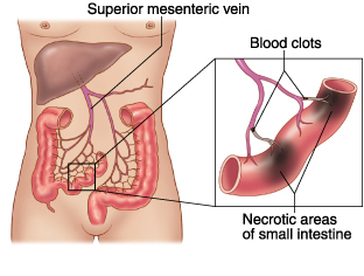 Superior mesenteric vein
Blood clots
Necrotic areas
of small intestine